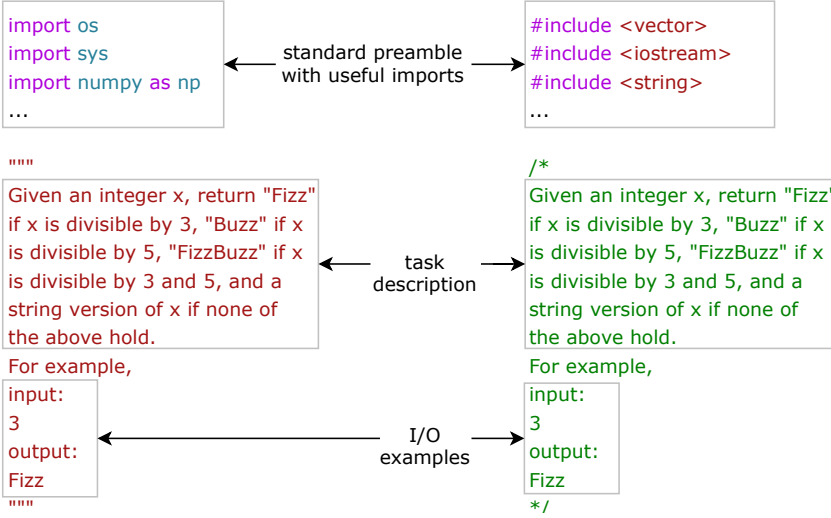 import os
import sys
import numpy as np
...
"""
Given an integer x, return "Fizz"
if x is divisible by 3, "Buzz" if x
is divisible by 5, "FizzBuzz" if x
is divisible by 3 and 5, and a
string version of x if none of
the above hold.
For example,
input:
3
output:
Fizz
"""
standard preamble
with useful imports
task
description
I/O
examples
#include <vector>
#include <iostream>
#include <string>
...
/*
Given an integer x, return "Fizz"
if x is divisible by 3, "Buzz" if x
is divisible by 5, "FizzBuzz" if x
is divisible by 3 and 5, and a
string version of x if none of
the above hold.
For example,
input:
3
output:
Fizz
*/